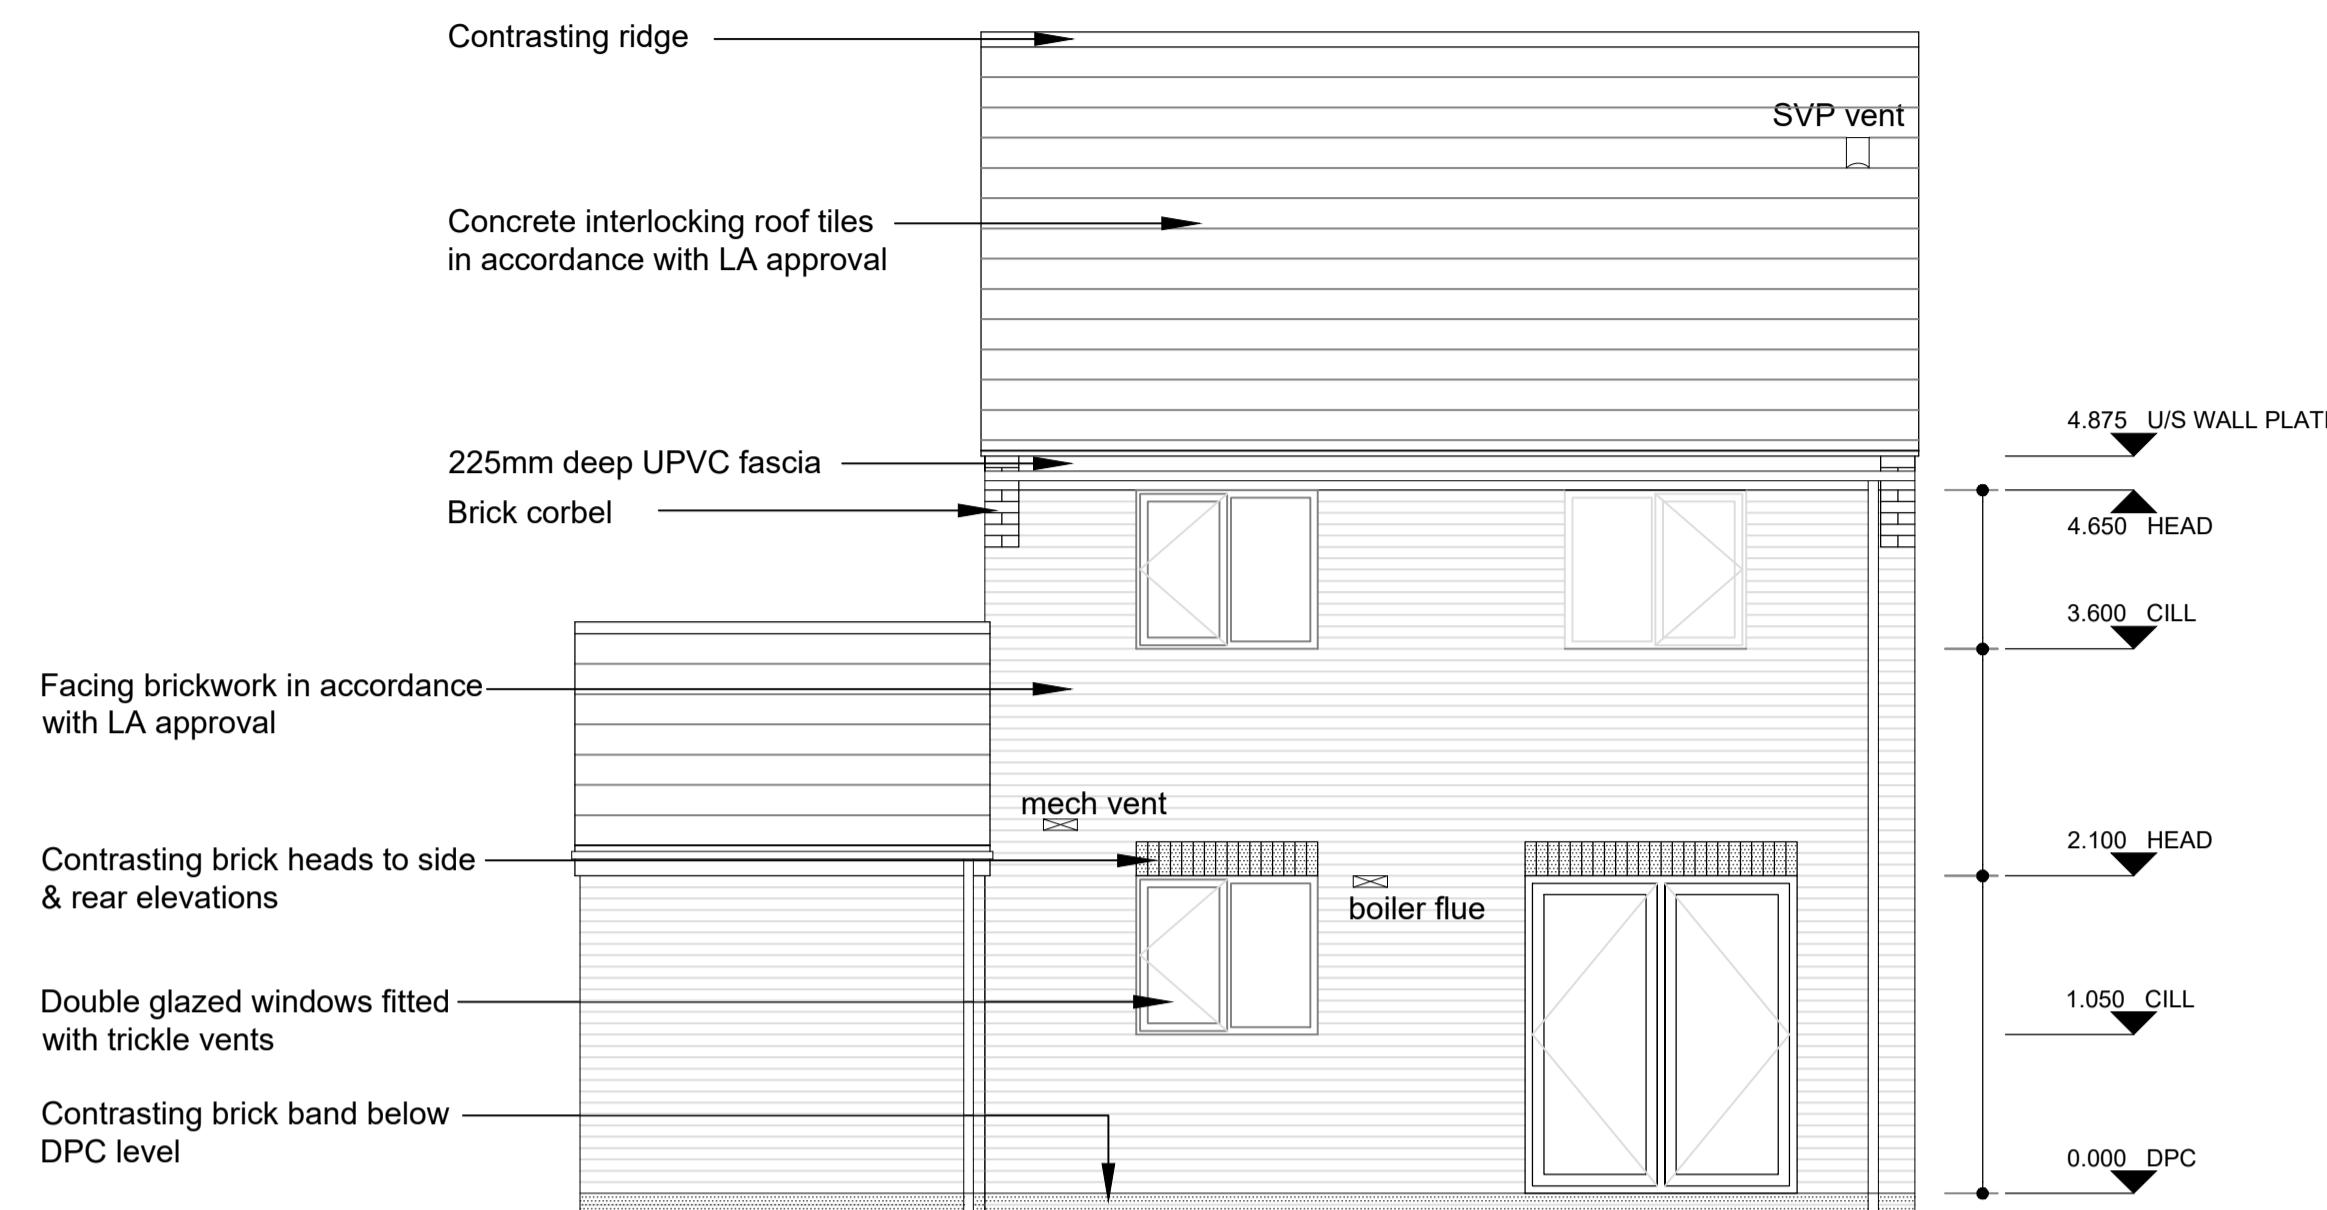 Contrasting ridge
SVP vent
Concrete interlocking roof tiles
in accordance with LA approval
4.875 U/S WALL PLATE
225mm deep UPVC fascia
Brick corbel
4.650 HEAD
3.600 CILL
Facing brickwork in accordance
with LA approval
mech vent
2.100 HEAD
Contrasting brick heads to side
& rear elevations
boiler flue
Double glazed windows fitted
with trickle vents
1.050 CILL
Contrasting brick band below
DPC level
0.000 DPC